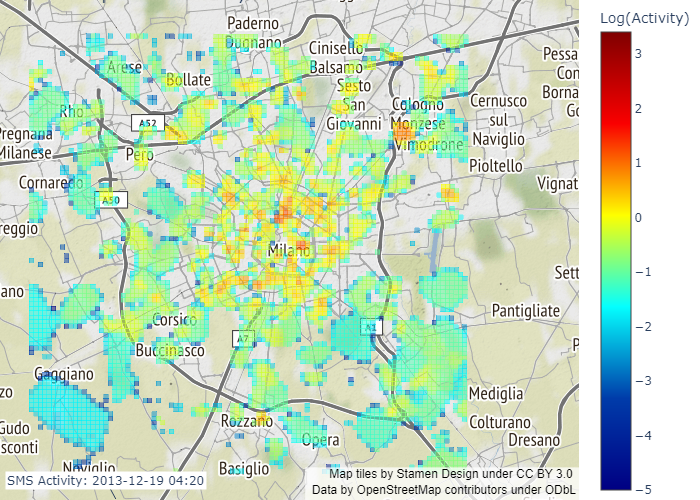 Log(Activity)
Paderno
Dugnano
Cinisello
Balsamo
Arese
Bollate
Sesto
San
Giovanni
Cologno
Monzese
Cernusco
sul
Naviglio
Pessa
Con
Borna
Go
Rho
A52
Pregnana
Milanese
Pero
Vimodrone
Pioltello
Cornaredo
A50
Vignat
reggio
Milano
Sett
ano
Corsico
A7
A1
Pantigliate
Buccinasco
P
Gaggiano
zo
Mediglia
Gudo
sconti
Rozzano
Opera
Colturano
Dresano
Noviglio
Basiglio
SMS Activity: 2013-12-19 04:20
Map tiles by Stamen Design under CC BY 3.0
Data by OpenStreetMap contributors under ODbL
3
2
1
0
−1
−2
−3
−4
−5